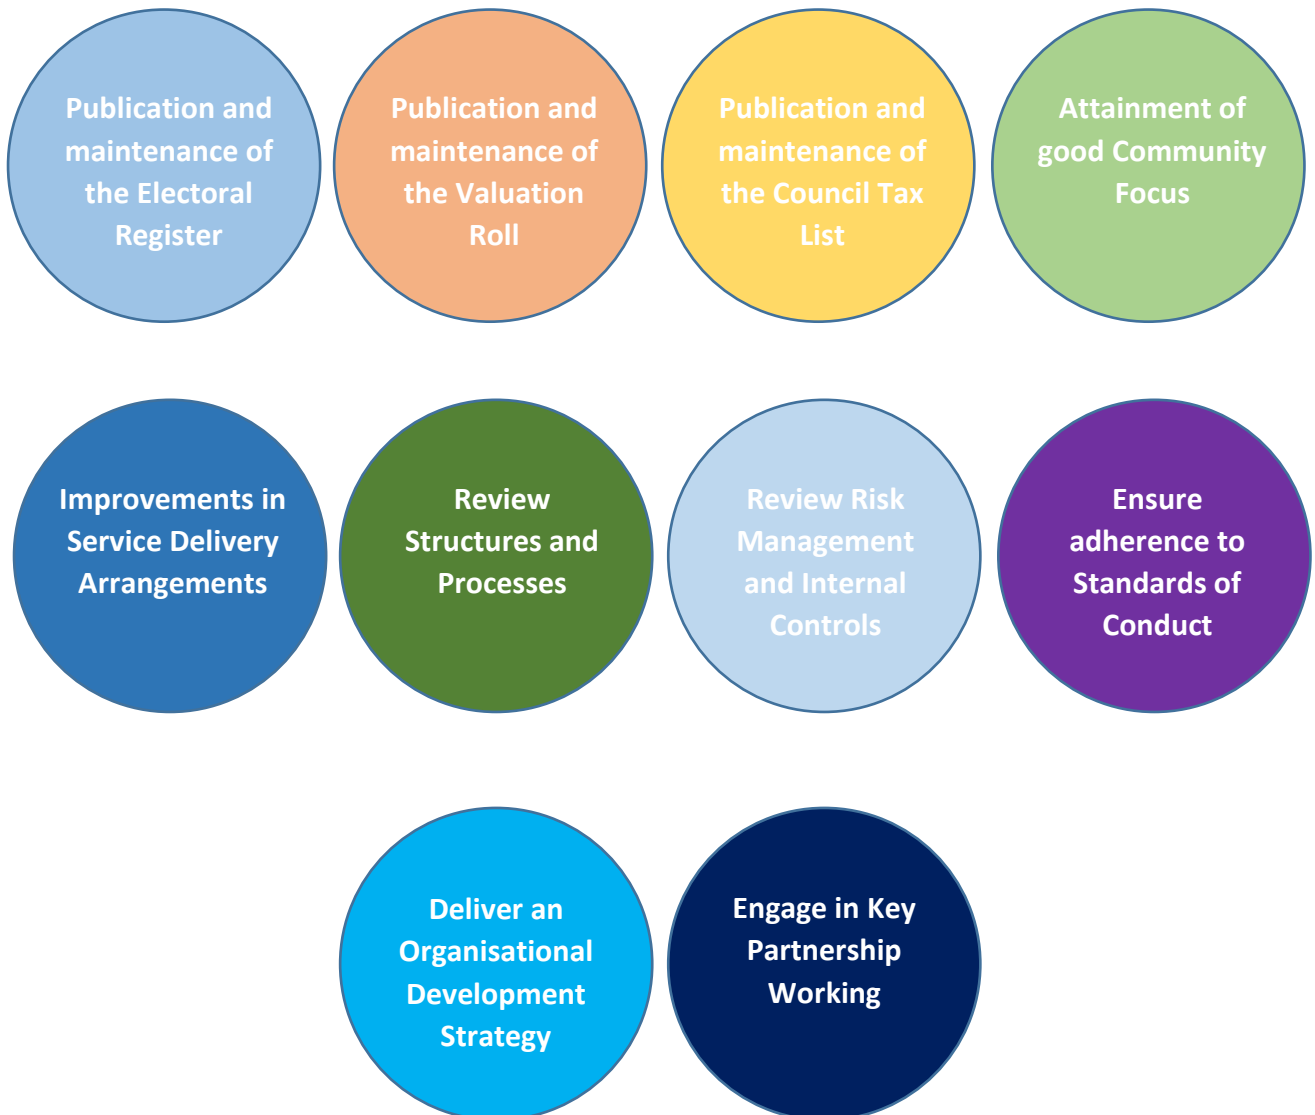 Publication and
maintenance of
the Electoral
Register
Publication and
maintenance of
the Valuation
Roll
Publication and
maintenance of
the Council Tax
List
Attainment of
good Community
Focus
Improvements in
Service Delivery
Arrangements
Review
Structures and
Processes
Review Risk
Management
and Internal
Controls
Ensure
adherence to
Standards of
Conduct
Deliver an
Organisational
Development
Strategy
Engage in Key
Partnership
Working